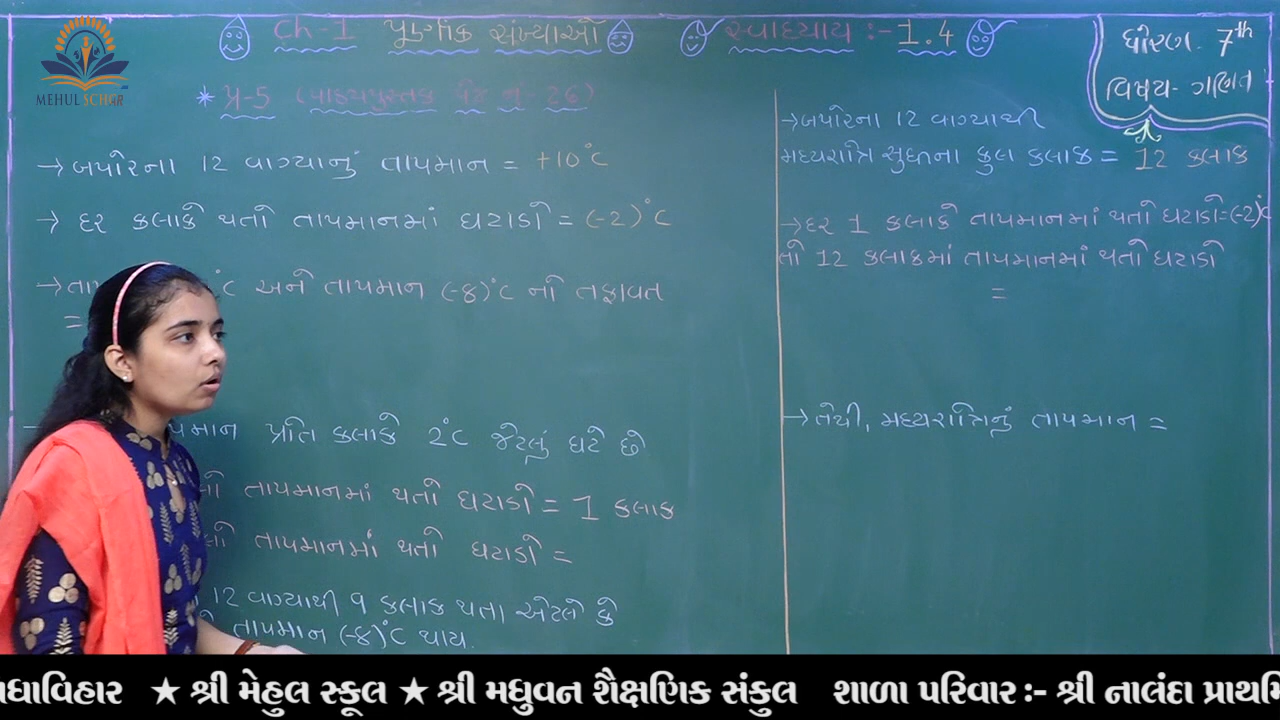 Ch-1 પૂર્ણાંક સંખ્યાઓ
સ્વાધ્યાય :- 1.4
ધોરણ. 7th
વિષય- ગણિત
MEHUL SCHOOL
* પ્ર-5 (પાઠ્યપુસ્તક પેજ નં- 26)
→ બપોરના 12 વાગ્યાનું તાપમાન = +10°C
→ દર કલાકે થતો તાપમાનમાં ઘટાડો = (-2)°C
°C અને તાપમાન (-8)°C નો તફાવત
=
પ્રતિ કલાકે 2°C જેટલું ઘટે છે
તાપમાનમાં થતો ઘટાડો = 1 કલાક
તાપમાનમાં થતો ઘટાડો =
12 વાગ્યાથી 9 કલાક થતા એટલે કે
તાપમાન (-8)°C થાય.
→ બપોરના 12 વાગ્યાથી
મધ્યરાત્રિ સુધીના કુલ કલાક = 12 કલાક
→ દર 1 કલાકે તાપમાનમાં થતો ઘટાડો=(-2)°C
તો 12 કલાકમાં તાપમાનમાં થતો ઘટાડો
=
→ તેથી, મધ્યરાત્રિનું તાપમાન =
ધાવિહાર ★ શ્રી મેહુલ સ્કૂલ ★ શ્રી મધુવન શૈક્ષણિક સંકુલ શાળા પરિવાર :- શ્રી નાલંદા પ્રાથમિ